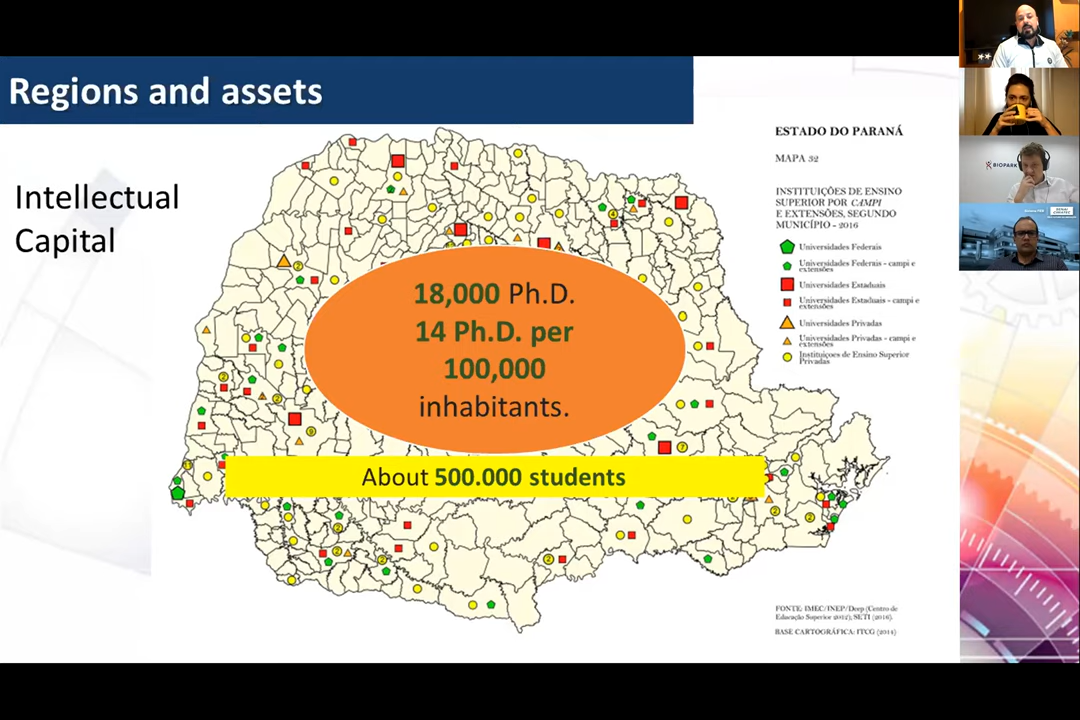 Regions and assets
Intellectual
Capital
18,000 Ph.D.
14 Ph.D. per
100,000
inhabitants.
About 500.000 students
ESTADO DO PARANÁ
MAPA 32
INSTITUIÇÕES DE ENSINO
SUPERIOR POR CAMPI
E EXTENSÕES, SEGUNDO
MUNICÍPIO - 2016
Universidades Federais
Universidades Federais - campi e
extensões
Universidades Estaduais
Universidades Estaduais - campi e
extensões
Universidades Privadas
Universidades Privadas - campi e
extensões
Instituições de Ensino Superior
Privadas
FONTE: IMEC/INEP/Deep (Centro de
Educação Superior 2012); SETI (2016).
BASE CARTOGRÁFICA: ITCG (2014)
BIOPARK